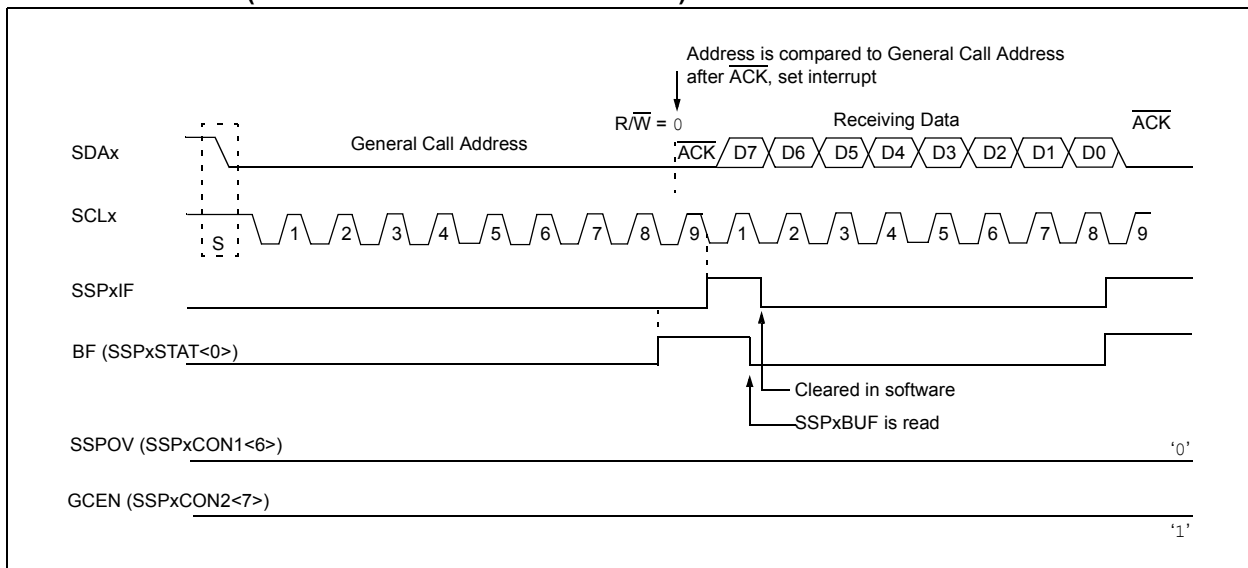 Address is compared to General Call Address
after ACK, set interrupt
R/W = 0
Receiving Data
ACK
SDAx
General Call Address
ACK
D7
D6
D5
D4
D3
D2
D1
D0
SCLx
S
1
2
3
4
5
6
7
8
9
1
2
3
4
5
6
7
8
9
SSPxIF
BF (SSPxSTAT<0>)
Cleared in software
SSPxBUF is read
SSPOV (SSPxCON1<6>)
‘0’
GCEN (SSPxCON2<7>)
‘1’